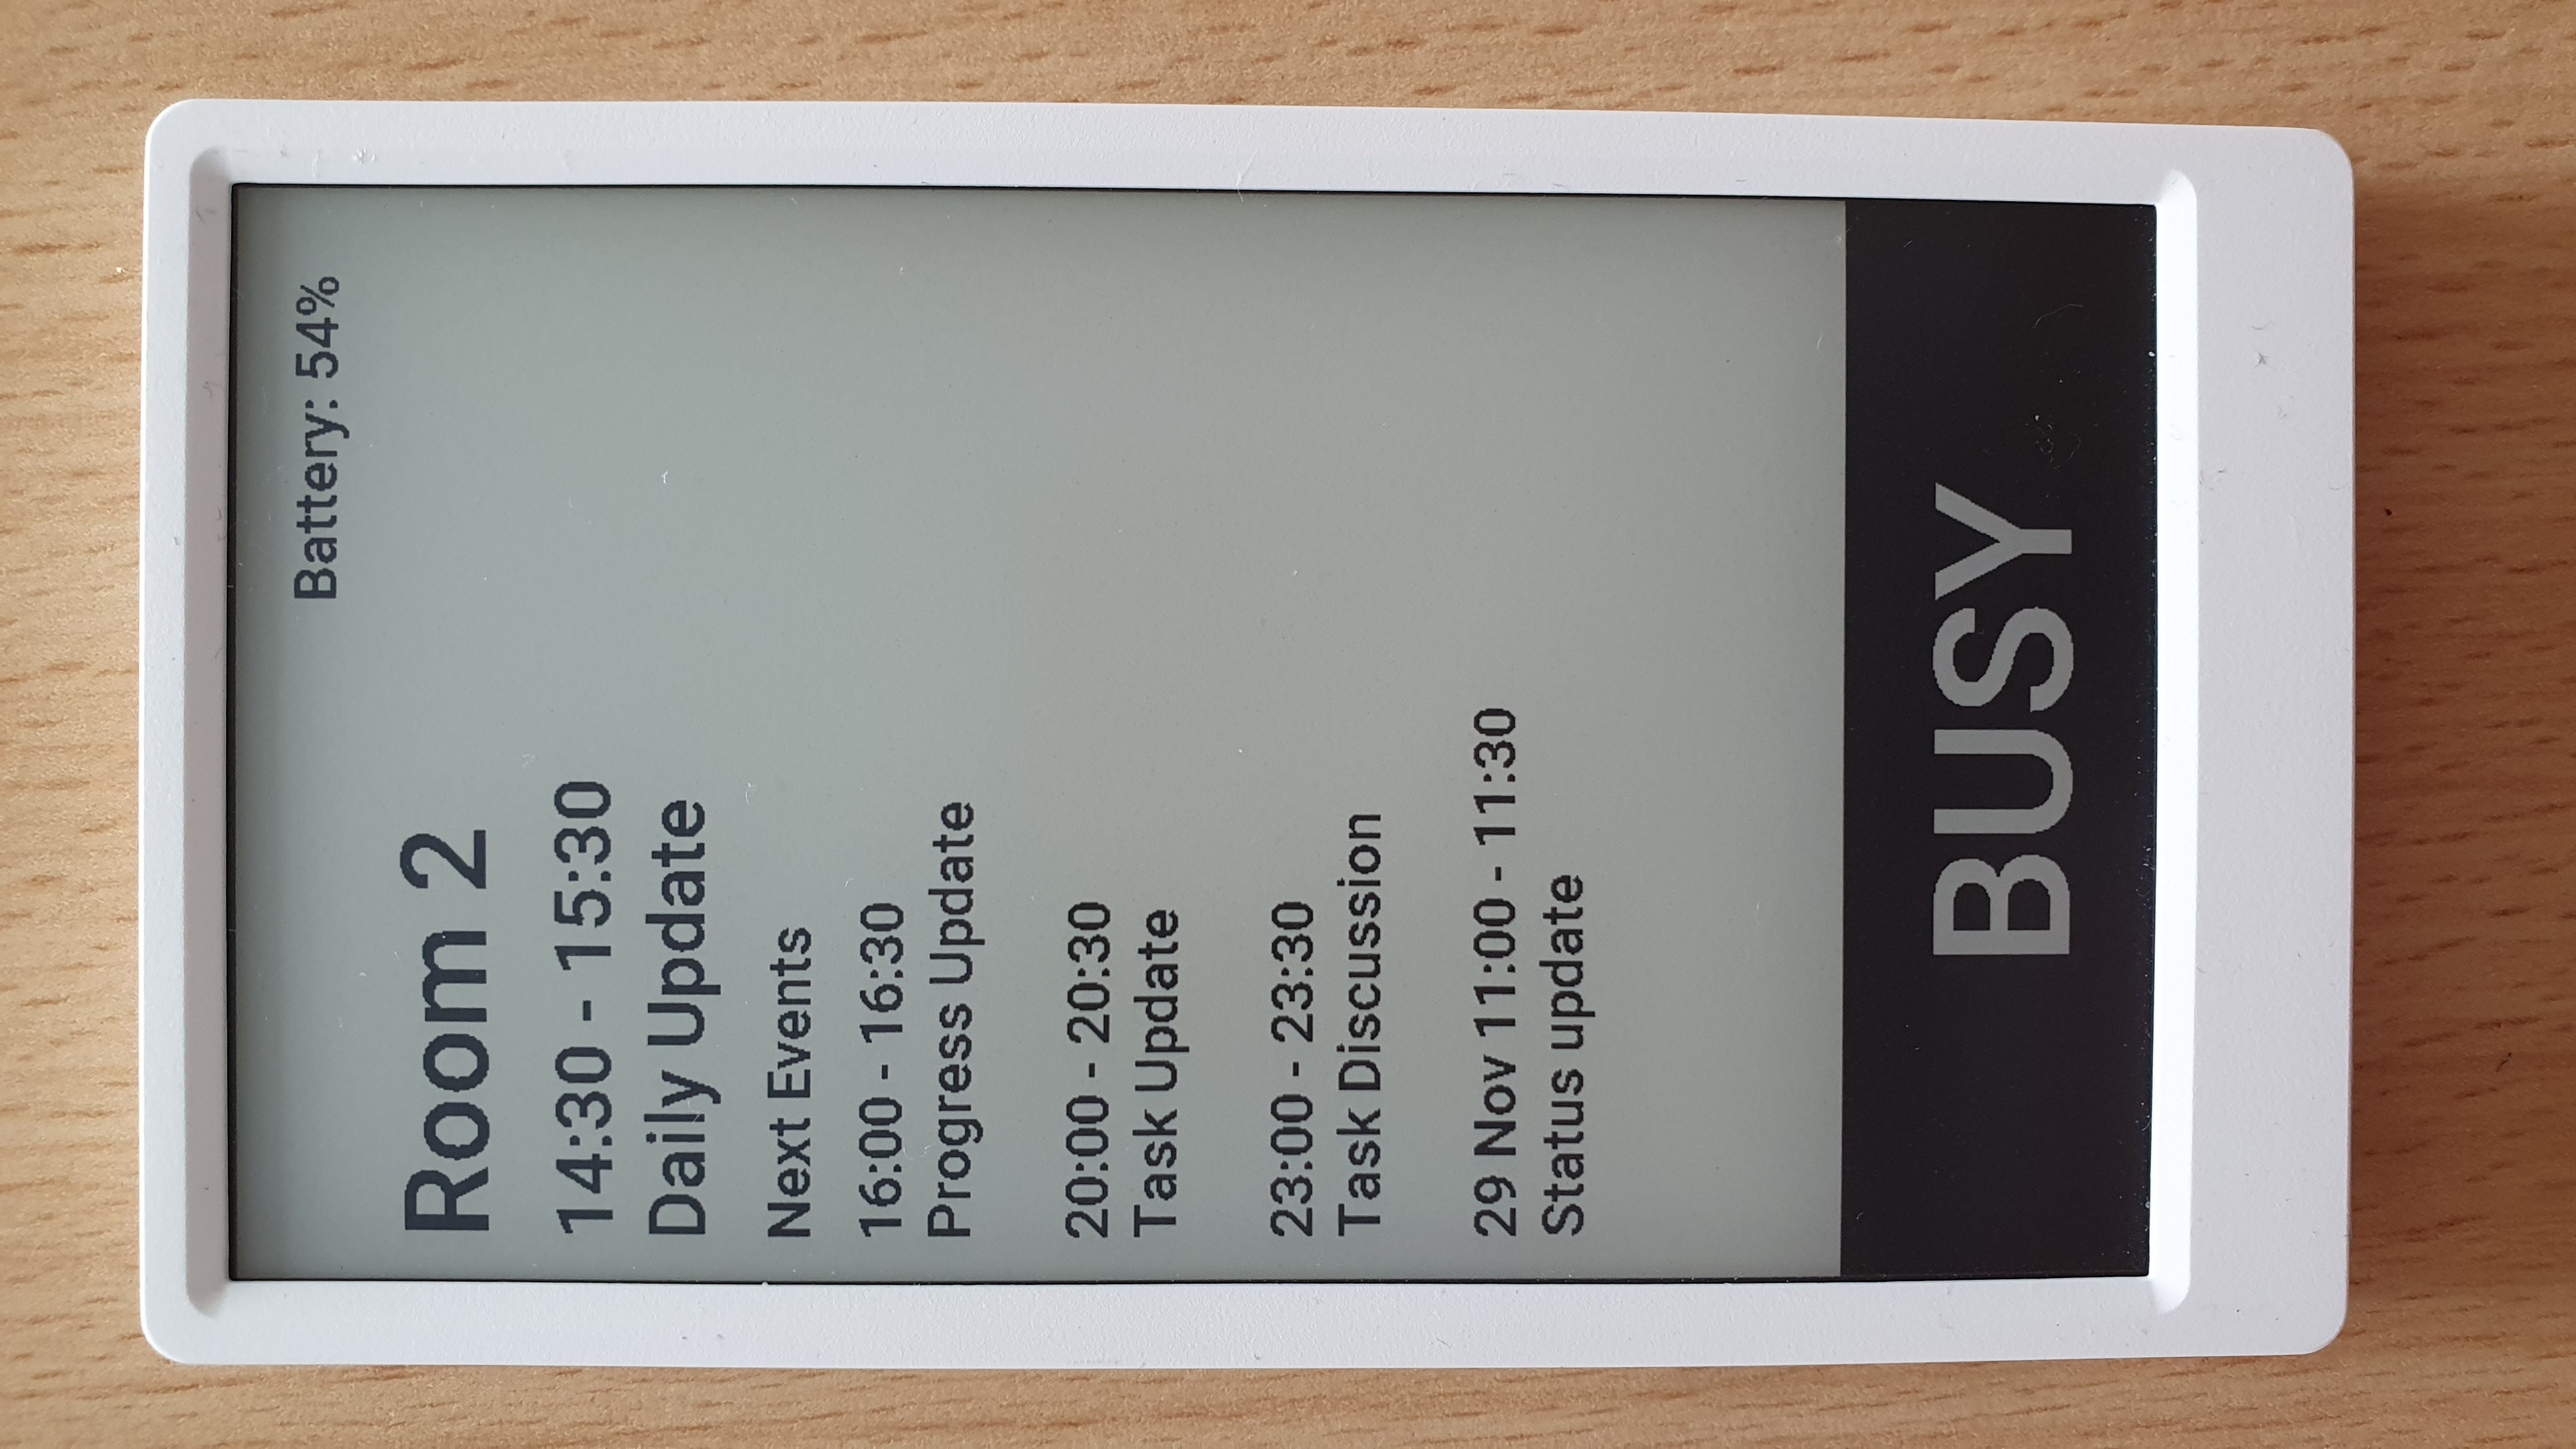 Battery: 54%
Room 2
14:30 - 15:30
Daily Update
Next Events
16:00 - 16:30
Progress Update
20:00 - 20:30
Task Update
23:00 - 23:30
Task Discussion
29 Nov 11:00 - 11:30
Status update
BUSY